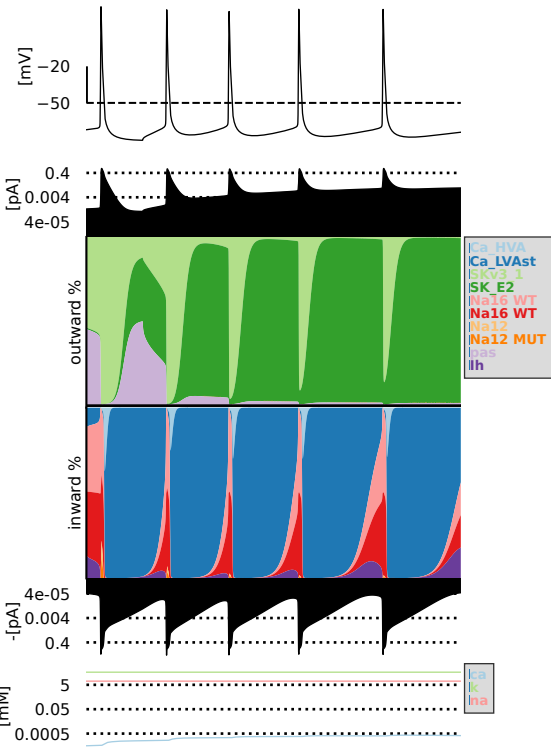 [mV]
−20
−50
[pA]
0.4
0.004
4e-05
outward %
Ca_HVA
Ca_LVAst
SKv3_1
SK_E2
Na16 WT
Na16 WT
Na12
Na12 MUT
pas
Ih
inward %
-[pA]
4e-05
0.004
0.4
[mM]
5
0.05
0.0005
ca
k
na